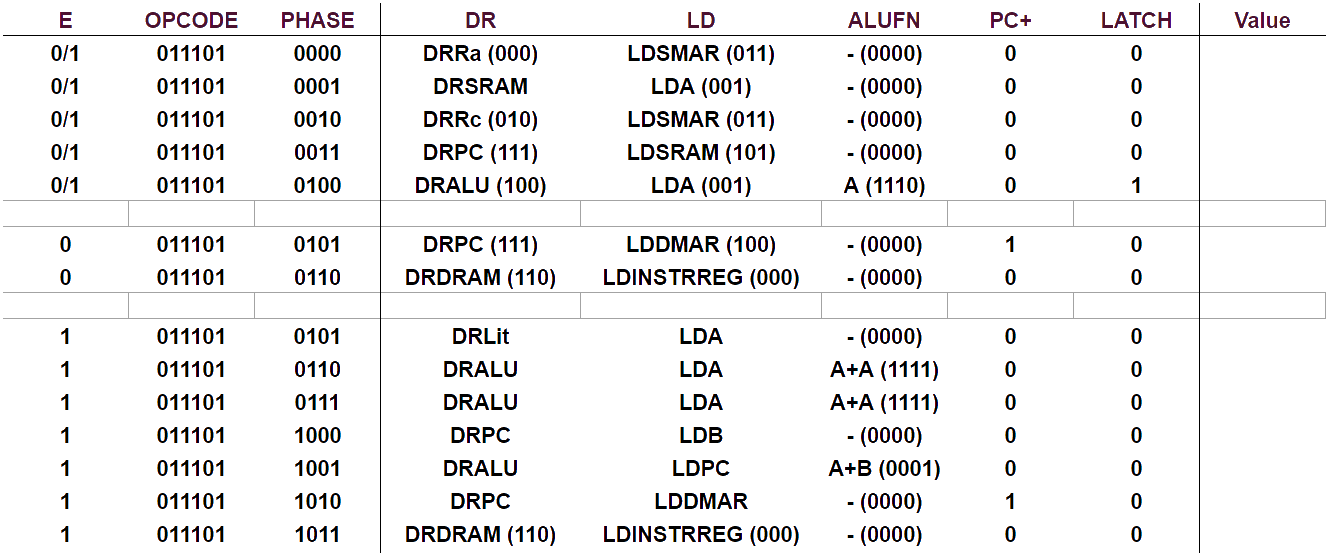 E OPCODE PHASE DR LD ALUFN PC+ LATCH Value
0/1 011101 0000 DRRa (000) LDSMAR (011) - (0000) 0 0
0/1 011101 0001 DRSRAM LDA (001) - (0000) 0 0
0/1 011101 0010 DRRc (010) LDSMAR (011) - (0000) 0 0
0/1 011101 0011 DRPC (111) LDSRAM (101) - (0000) 0 0
0/1 011101 0100 DRALU (100) LDA (001) A (1110) 0 1
0 011101 0101 DRPC (111) LDDMAR (100) - (0000) 1 0
0 011101 0110 DRDRAM (110) LDINSTRREG (000) - (0000) 0 0
1 011101 0101 DRLit LDA - (0000) 0 0
1 011101 0110 DRALU LDA A+A (1111) 0 0
1 011101 0111 DRALU LDA A+A (1111) 0 0
1 011101 1000 DRPC LDB - (0000) 0 0
1 011101 1001 DRALU LDPC A+B (0001) 0 0
1 011101 1010 DRPC LDDMAR - (0000) 1 0
1 011101 1011 DRDRAM (110) LDINSTRREG (000) - (0000) 0 0